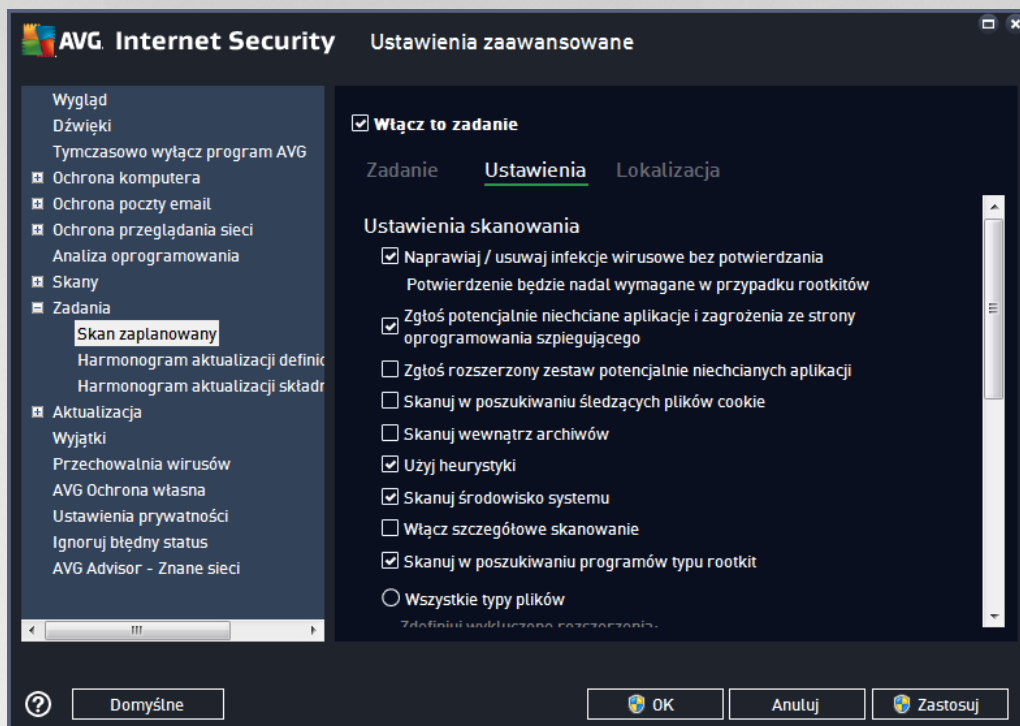 AVG Internet Security Ustawienia zaawansowane
Wygląd
Dźwięki
Tymczasowo wyłącz program AVG
Ochrona komputera
Ochrona poczty email
Ochrona przeglądania sieci
Analiza oprogramowania
Skany
Zadania
Skan zaplanowany
Harmonogram aktualizacji definic
Harmonogram aktualizacji składr
Aktualizacja
Wyjątki
Przechowalnia wirusów
AVG Ochrona własna
Ustawienia prywatności
Ignoruj błędny status
AVG Advisor - Znane sieci
Włącz to zadanie
Zadanie Ustawienia Lokalizacja
Ustawienia skanowania
Naprawiaj / usuwaj infekcje wirusowe bez potwierdzania
Potwierdzenie będzie nadal wymagane w przypadku rootkitów
Zgłoś potencjalnie niechciane aplikacje i zagrożenia ze strony
oprogramowania szpiegującego
Zgłoś rozszerzony zestaw potencjalnie niechcianych aplikacji
Skanuj w poszukiwaniu śledzących plików cookie
Skanuj wewnątrz archiwów
Użyj heurystyki
Skanuj środowisko systemu
Włącz szczegółowe skanowanie
Skanuj w poszukiwaniu programów typu rootkit
Wszystkie typy plików
Zdefiniuj wykluczone rozszerzenia:
Domyślne
OK
Anuluj
Zastosuj